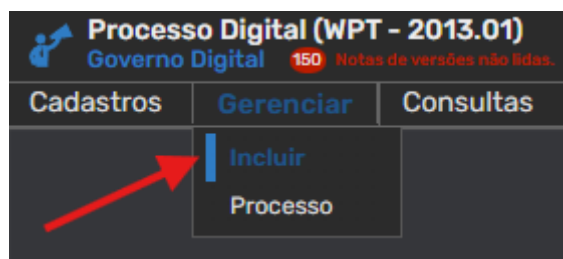 Processo Digital (WPT - 2013.01)
Governo Digital 150 Notas de versões não lidas.
Cadastros Gerenciar Consultas
Incluir
Processo